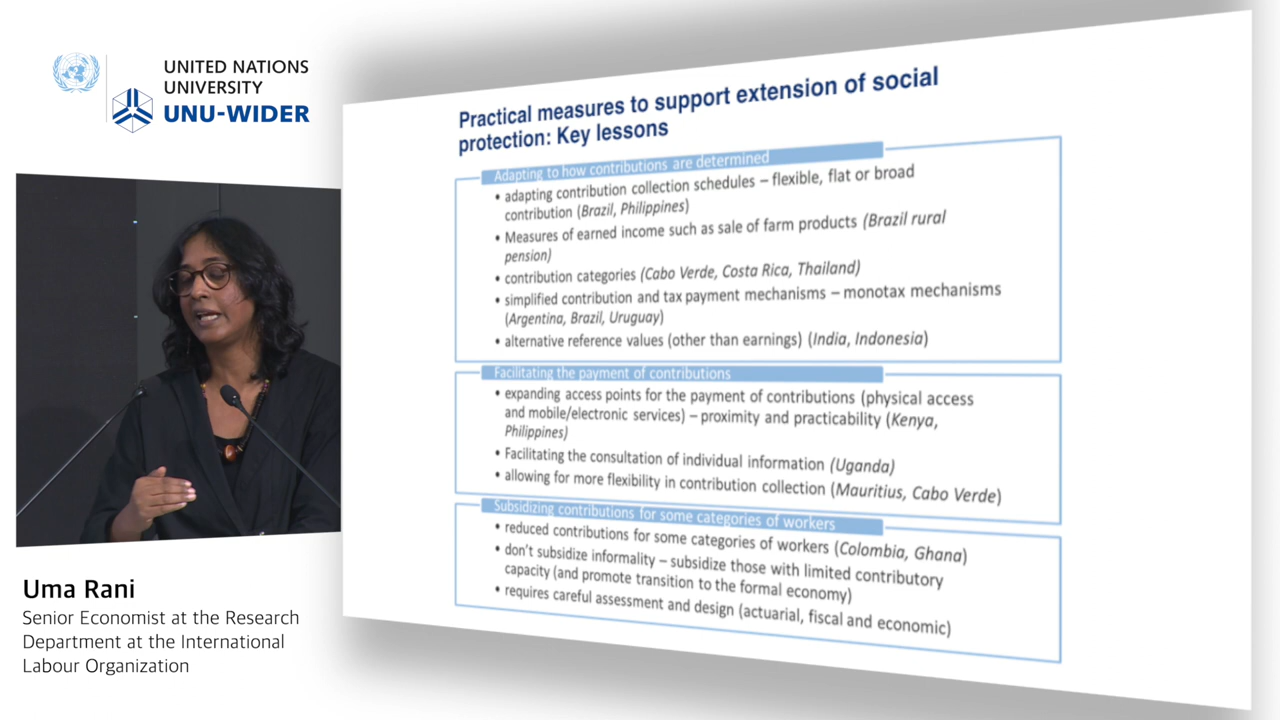 UNITED NATIONS
UNIVERSITY
UNU-WIDER
Practical measures to support extension of social
protection: Key lessons
Adapting to how contributions are determined
• adapting contribution collection schedules – flexible, flat or broad
contribution (Brazil, Philippines)
• Measures of earned income such as sale of farm products (Brazil rural
pension)
• contribution categories (Cabo Verde, Costa Rica, Thailand)
• simplified contribution and tax payment mechanisms – monotax mechanisms
(Argentina, Brazil, Uruguay)
• alternative reference values (other than earnings) (India, Indonesia)
Facilitating the payment of contributions
• expanding access points for the payment of contributions (physical access
and mobile/electronic services) – proximity and practicability (Kenya,
Philippines)
• Facilitating the consultation of individual information (Uganda)
• allowing for more flexibility in contribution collection (Mauritius, Cabo Verde)
Subsidizing contributions for some categories of workers
• reduced contributions for some categories of workers (Colombia, Ghana)
• don't subsidize informality – subsidize those with limited contributory
capacity (and promote transition to the formal economy)
• requires careful assessment and design (actuarial, fiscal and economic)
Uma Rani
Senior Economist at the Research
Department at the International
Labour Organization